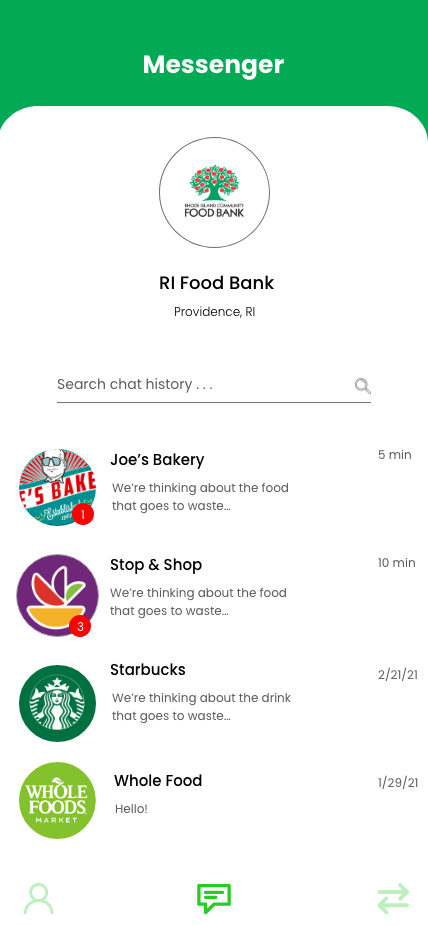 Messenger
RHODE ISLAND COMMUNITY
FOOD BANK
RI Food Bank
Providence, RI
Search chat history . . .
Joe’s Bakery
5 min
We’re thinking about the food
that goes to waste...
E'S BAKE
Established
1
Stop & Shop
10 min
We’re thinking about the food
that goes to waste...
3
Starbucks
2/21/21
We’re thinking about the drink
that goes to waste...
Whole Food
1/29/21
Hello!
WHOLE
FOODS
MARKET